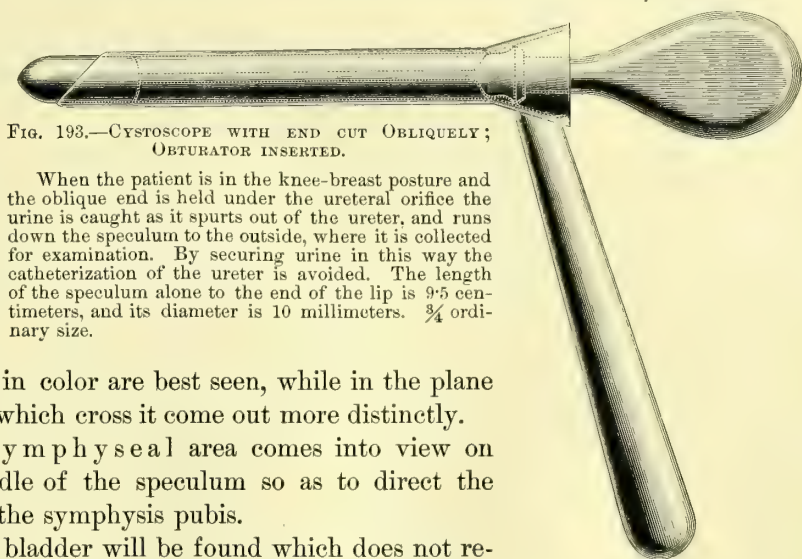 FIG. 193.—CYSTOSCOPE WITH END CUT OBLIQUELY;
OBTURATOR INSERTED.
When the patient is in the knee-breast posture and
the oblique end is held under the ureteral orifice the
urine is caught as it spurts out of the ureter, and runs
down the speculum to the outside, where it is collected
for examination. By securing urine in this way the
catheterization of the ureter is avoided. The length
of the speculum alone to the end of the lip is 9·5 cen-
timeters, and its diameter is 10 millimeters. ¾ ordi-
nary size.
in color are best seen, while in the plane
which cross it come out more distinctly.
ymphyseal area comes into view on
dle of the speculum so as to direct the
the symphysis pubis.
bladder will be found which does not re-